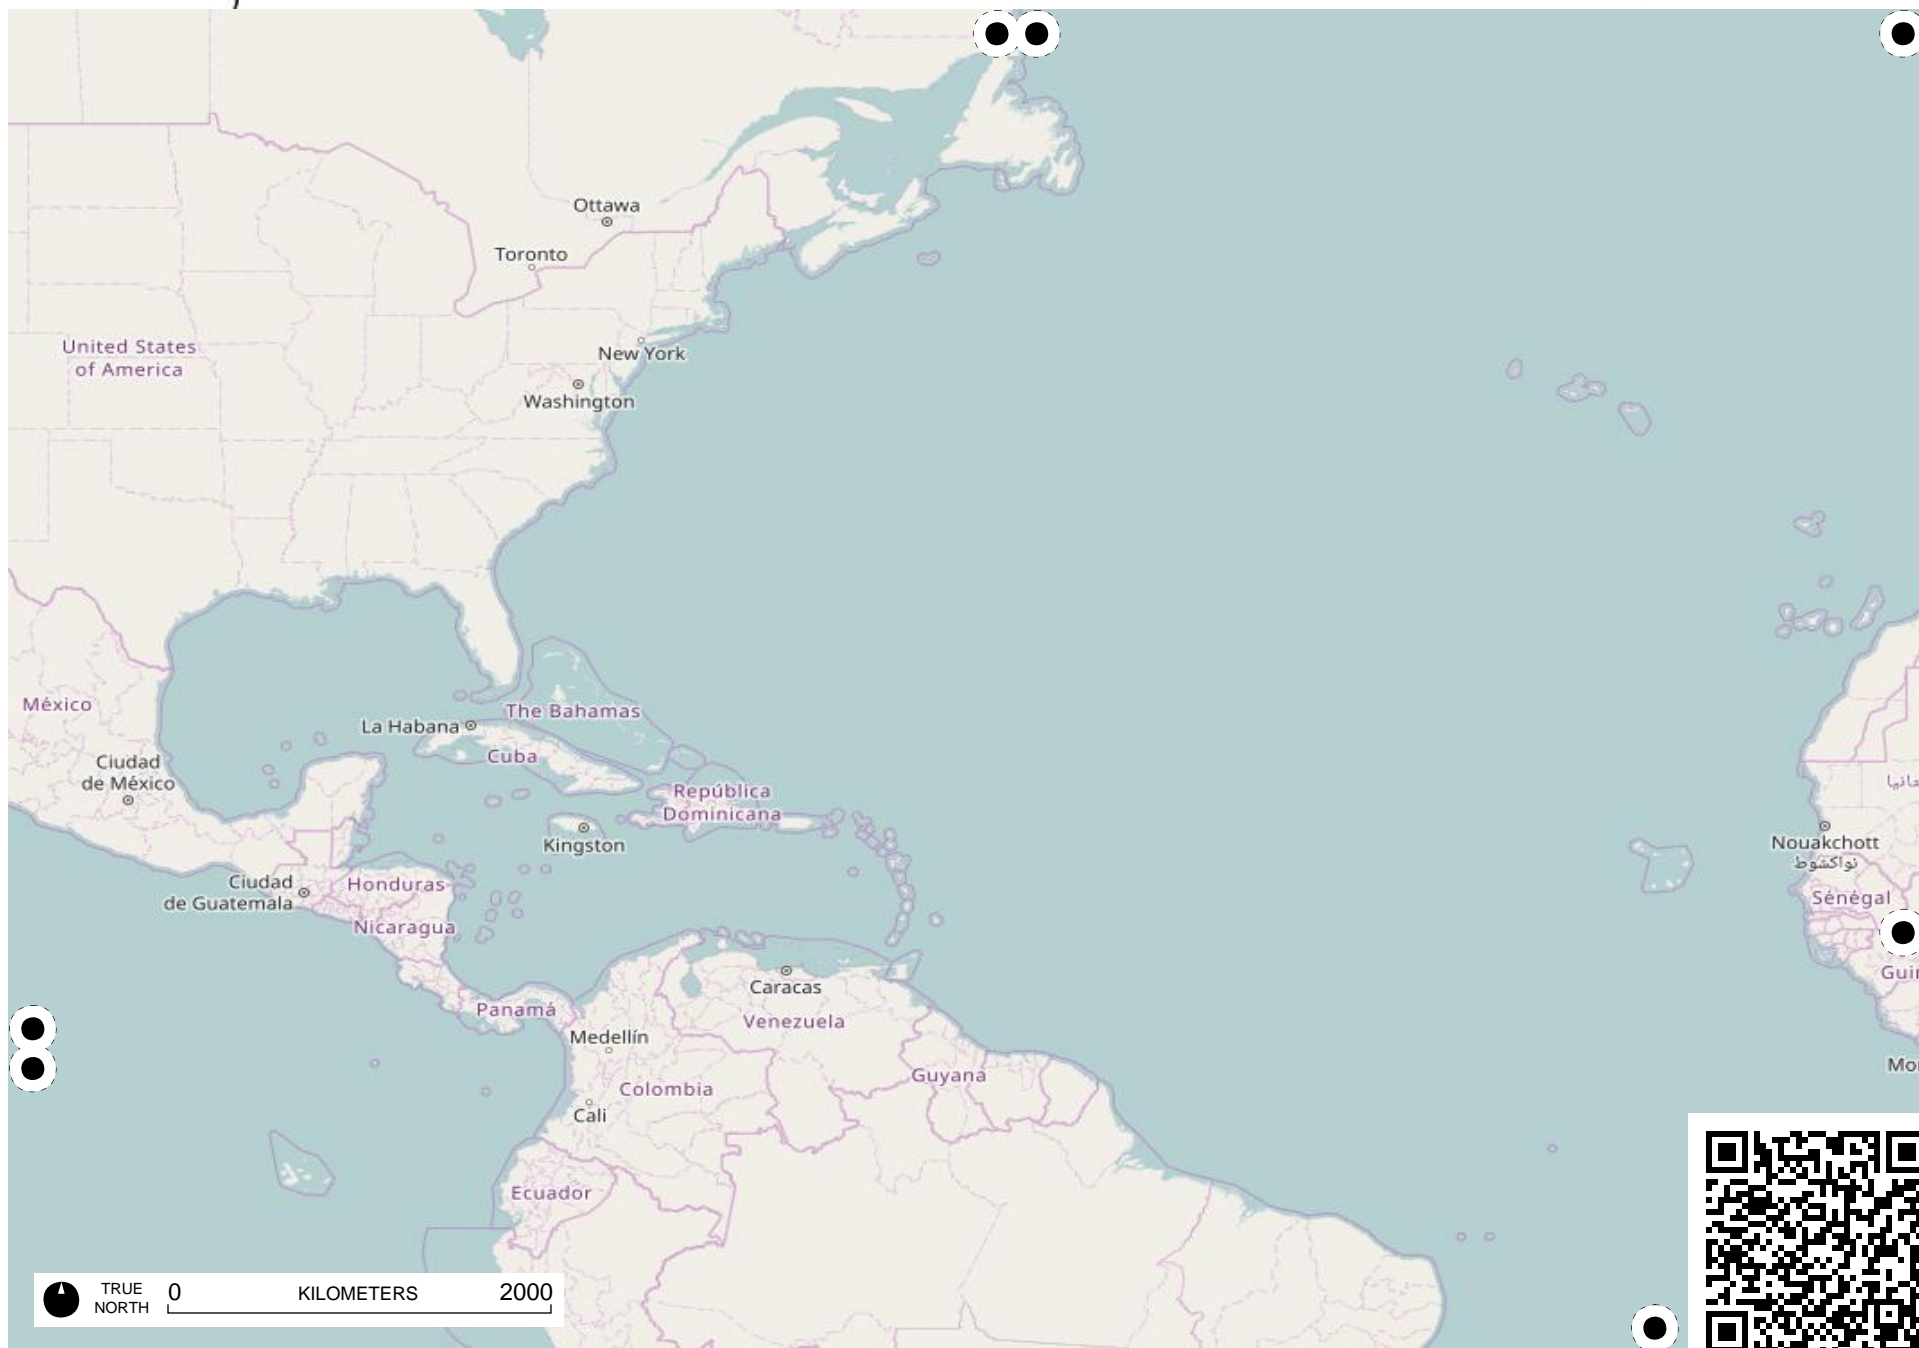 Ottawa
Toronto
United States
of America
New York
Washington
México
La Habana
The Bahamas
Cuba
Ciudad
de México
República
Dominicana
Kingston
Nouakchott
نواكشوط
Ciudad
de Guatemala
Honduras
Nicaragua
Sénégal
Caracas
Panamá
Venezuela
Medellín
Colombia
Guyana
Cali
Ecuador
TRUE
NORTH
0 KILOMETERS 2000